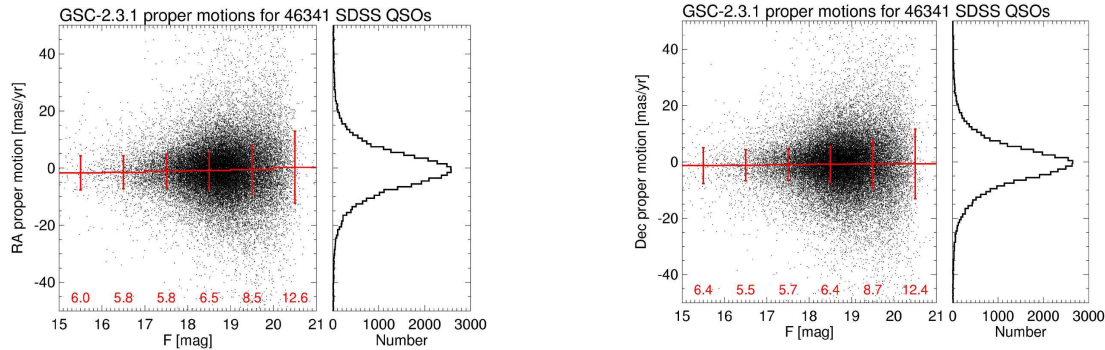 GSC-2.3.1 proper motions for 46341 SDSS QSOs
RA proper motion [mas/yr]
40
20
0
-20
-40
6.0 5.8 5.8 6.5 8.5 12.6
15 16 17 18 19 20 21
0 1000 2000 3000
F [mag]
Number
GSC-2.3.1 proper motions for 46341 SDSS QSOs
Dec proper motion [mas/yr]
40
20
0
-20
-40
6.4 5.5 5.7 6.4 8.7 12.4
15 16 17 18 19 20 21
0 1000 2000 3000
F [mag]
Number